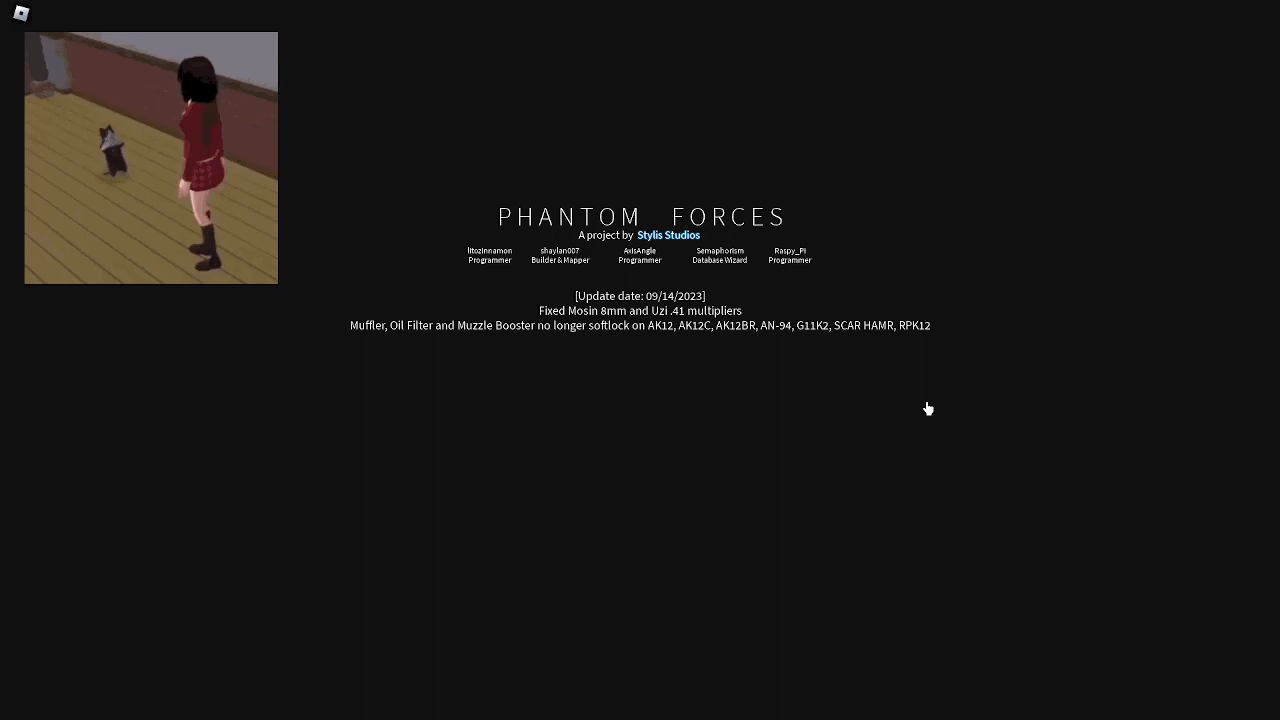 PHANTOM FORCES
A project by Stylis Studios
litozinnamon shaylan007 AxisAngle Semaphorism Raspy_Pi
Programmer Builder & Mapper Programmer Database Wizard Programmer
[Update date: 09/14/2023]
Fixed Mosin 8mm and Uzi .41 multipliers
Muffler, Oil Filter and Muzzle Booster no longer softlock on AK12, AK12C, AK12BR, AN-94, G11K2, SCAR HAMR, RPK12